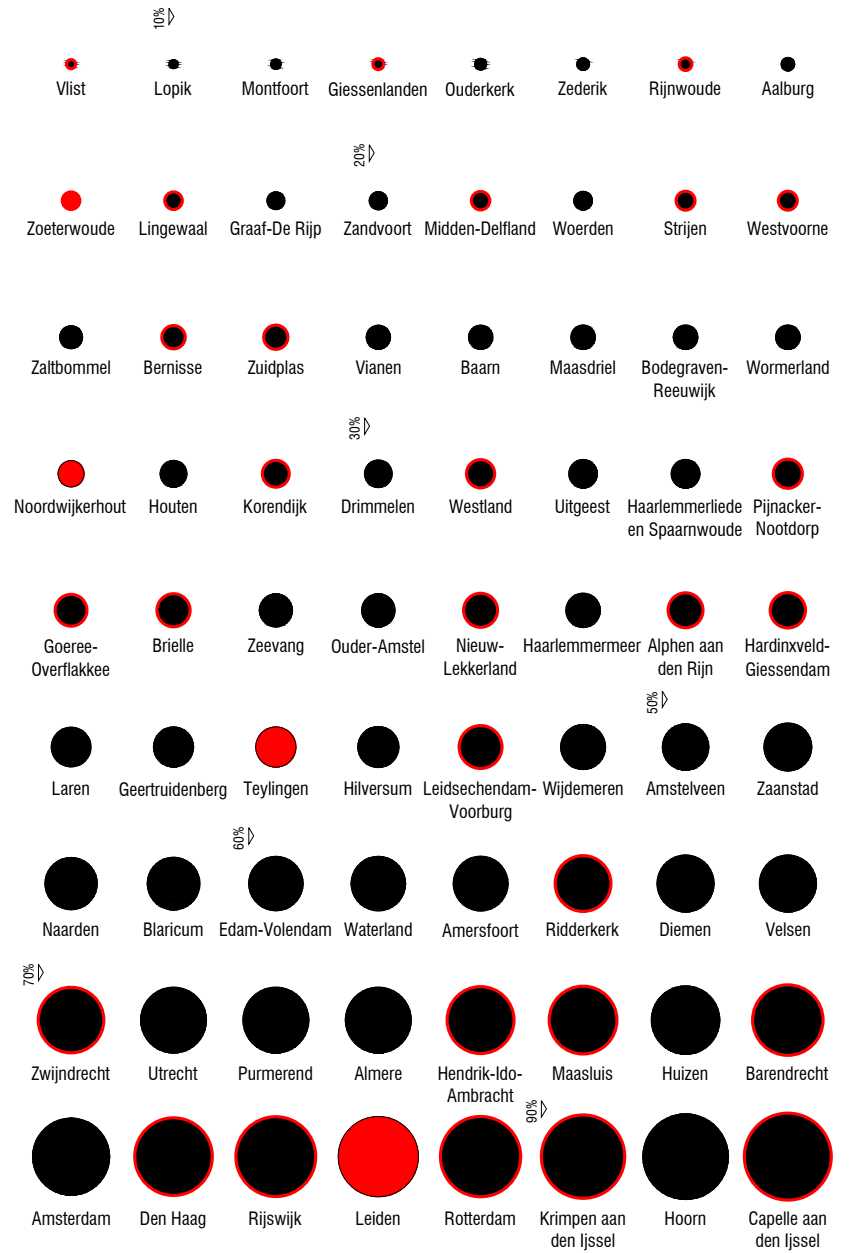 10%
Vlist Lopik Montfoort Giessenlanden Ouderkerk Zederik Rijnwoude Aalburg
20%
Zoeterwoude Lingewaal Graaf-De Rijp Zandvoort Midden-Delfland Woerden Strijen Westvoorne
Zaltbommel Bernisse Zuidplas Vianen Baarn Maasdriel Bodegraven- Wormerland
Reeuwijk
30%
Noordwijkerhout Houten Korendijk Drimmelen Westland Uitgeest Haarlemmerliede Pijnacker-
en Spaarnwoude Nootdorp
Goeree- Brielle Zeevang Ouder-Amstel Nieuw- Haarlemmermeer Alphen aan Hardinxveld-
Overflakkee Lekkerland den Rijn Giessendam
50%
Laren Geertruidenberg Teylingen Hilversum Leidsechendam- Wijdemeren Amstelveen Zaanstad
Voorburg
60%
Naarden Blaricum Edam-Volendam Waterland Amersfoort Ridderkerk Diemen Velsen
70%
Zwijndrecht Utrecht Purmerend Almere Hendrik-Ido- Maasluis Huizen Barendrecht
Ambracht
90%
Amsterdam Den Haag Rijswijk Leiden Rotterdam Krimpen aan Hoorn Capelle aan
den Ijssel den Ijssel